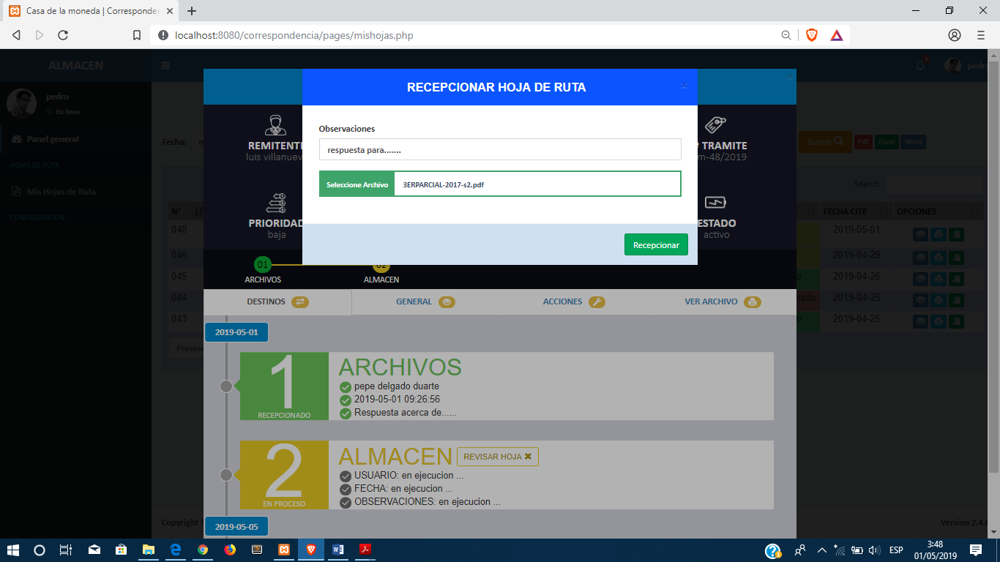 Casa de la moneda | Corresponden
localhost:8080/correspondencia/pages/mishojas.php
ALMACEN
pedro
pedro
En linea
Panel general
HOJAS DE RUTA
Mis Hojas de Ruta
CONFIGURACION
RECEPCIONAR HOJA DE RUTA
×
×
Observaciones
respuesta para.......
Seleccione Archivo 3ERPARCIAL-2017-s2.pdf
Recepcionar
REMITENTE
luis villanuev
TRAMITE
m-48/2019
PRIORIDAD
baja
ESTADO
activo
01
ARCHIVOS
02
ALMACEN
Fecha:
Buscar
Pdf
Excel
Word
Search:
N°
FECHA CITE
OPCIONES
048
2019-05-01
046
2019-04-29
045
2019-04-26
044
2019-04-25
043
2019-04-25
Previou
DESTINOS
GENERAL
ACCIONES
VER ARCHIVO
2019-05-01
1
RECEPCIONADO
ARCHIVOS
pepe delgado duarte
2019-05-01 09:26:56
Respuesta acerca de......
2
EN PROCESO
ALMACEN
REVISAR HOJA ✖
USUARIO: en ejecucion ...
FECHA: en ejecucion ...
OBSERVACIONES: en ejecucion ...
2019-05-05
Copyright
Version 2.4.
ESP
3:48
01/05/2019